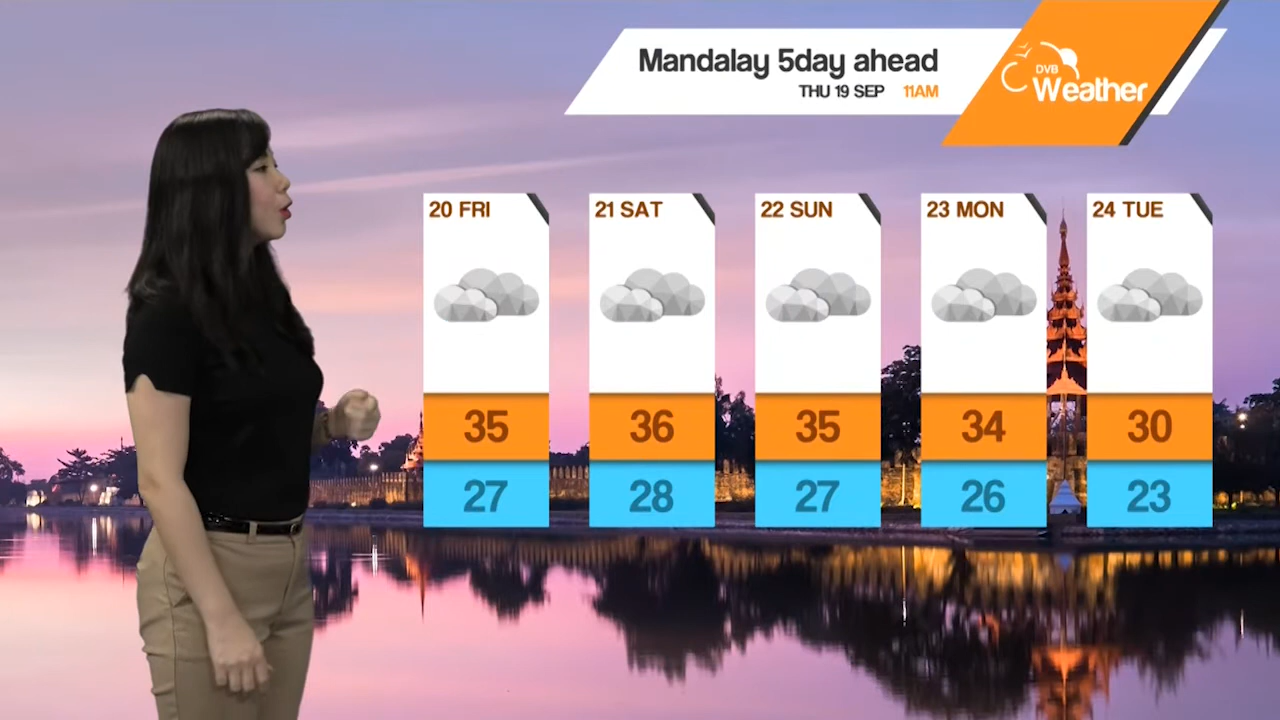 Mandalay 5day ahead
THU 19 SEP 11AM
DVB
Weather
20 FRI
21 SAT
22 SUN
23 MON
24 TUE
35
36
35
34
30
27
28
27
26
23